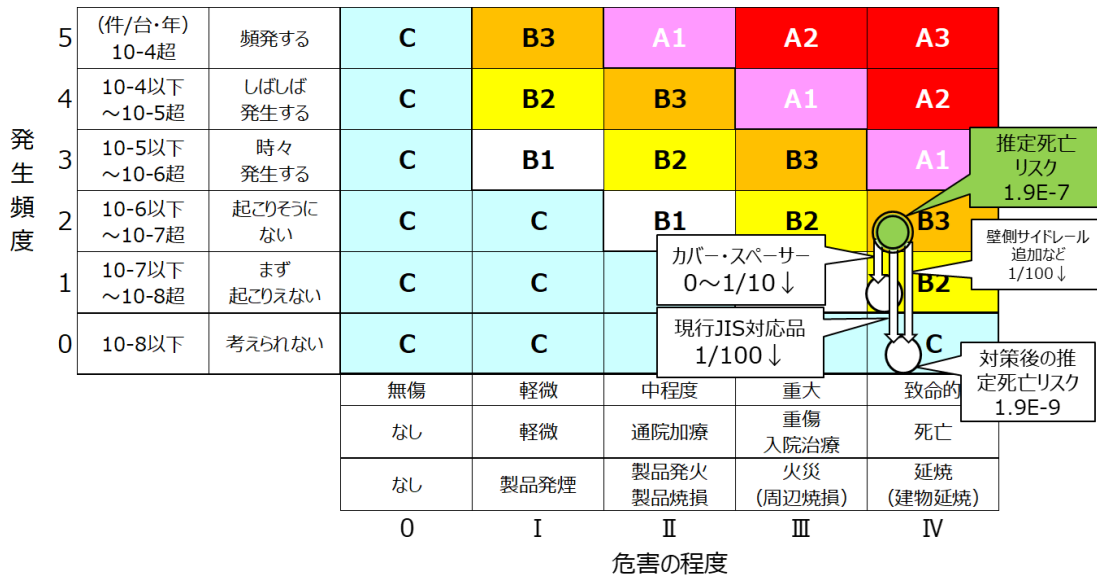 発生頻度
5
(件/台・年)
10-4超
頻発する
C
B3
A1
A2
A3
4
10-4以下
～10-5超
しばしば
発生する
C
B2
B3
A1
A2
3
10-5以下
～10-6超
時々
発生する
C
B1
B2
B3
A1
推定死亡
リスク
1.9E-7
2
10-6以下
～10-7超
起こりそうに
ない
C
C
B1
B2
B3
カバー・スペーサー
0～1/10↓
壁側サイドレール
追加など
1/100↓
1
10-7以下
～10-8超
まず
起こりえない
C
C
B2
0
10-8以下
考えられない
C
C
C
現行JIS対応品
1/100↓
対策後の推
定死亡リスク
1.9E-9
無傷
軽微
中程度
重大
致命的
なし
軽微
通院加療
重傷
入院治療
死亡
なし
製品発煙
製品発火
製品焼損
火災
(周辺焼損)
延焼
(建物延焼)
0
Ⅰ
Ⅱ
Ⅲ
Ⅳ
危害の程度